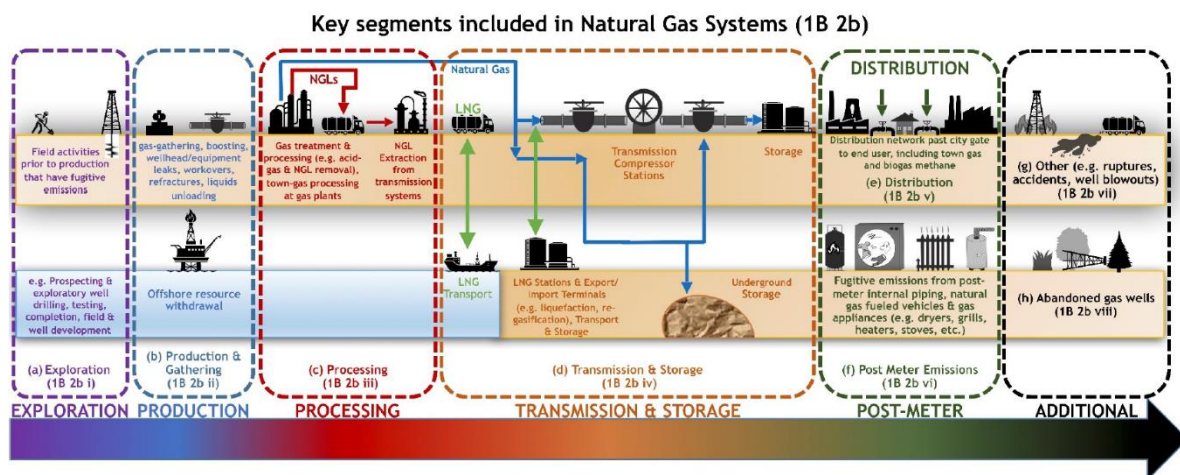 Key segments included in Natural Gas Systems (1B 2b)
Field activities
prior to production
that have fugitive
emissions
e.g. Prospecting &
exploratory well
drilling, testing,
completion, field &
well development
(a) Exploration
(1B 2b i)
gas-gathering, boosting,
wellhead/equipment
leaks, workovers,
refractures, liquids
unloading
Offshore resource
withdrawal
(b) Production &
Gathering
(1B 2b ii)
NGLs
Gas treatment &
processing (e.g. acid-
gas & NGL removal),
town-gas processing
at gas plants
NGL
Extraction
from
transmission
systems
(c) Processing
(1B 2b iii)
Natural Gas
LNG
Transmission
Compressor
Stations
Storage
LNG
Transport
LNG Stations & Export/
Import Terminals
(e.g. liquefaction, re-
gasification), Transport
& Storage
Underground
Storage
(d) Transmission & Storage
(1B 2b iv)
DISTRIBUTION
Distribution network past city gate
to end user, including town gas
and biogas methane
(e) Distribution
(1B 2b v)
Fugitive emissions from post-
meter internal piping, natural
gas fueled vehicles & gas
appliances (e.g. dryers, grills,
heaters, stoves, etc.)
(f) Post Meter Emissions
(1B 2b vi)
(g) Other (e.g. ruptures,
accidents, well blowouts)
(1B 2b vii)
(h) Abandoned gas wells
(1B 2b viii)
EXPLORATION
PRODUCTION
PROCESSING
TRANSMISSION & STORAGE
POST-METER
ADDITIONAL